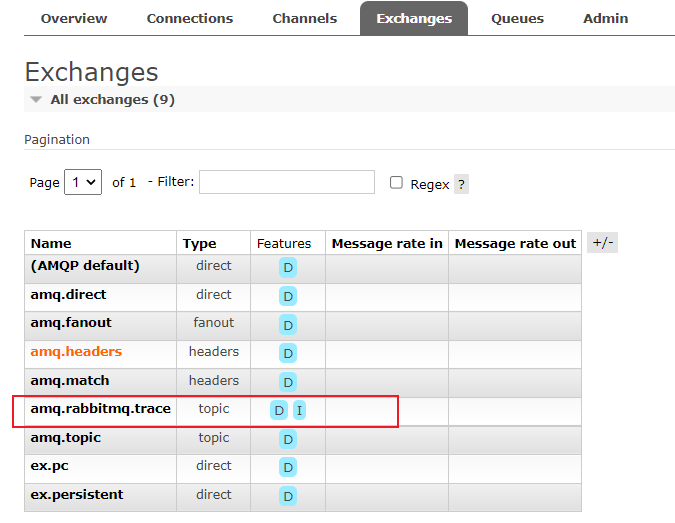 Overview Connections Channels Exchanges Queues Admin
Exchanges
All exchanges (9)
Pagination
Page 1 of 1 - Filter: Regex ?
Name Type Features Message rate in Message rate out +/-
(AMQP default) direct D
amq.direct direct D
amq.fanout fanout D
amq.headers headers D
amq.match headers D
amq.rabbitmq.trace topic D I
amq.topic topic D
ex.pc direct D
ex.persistent direct D